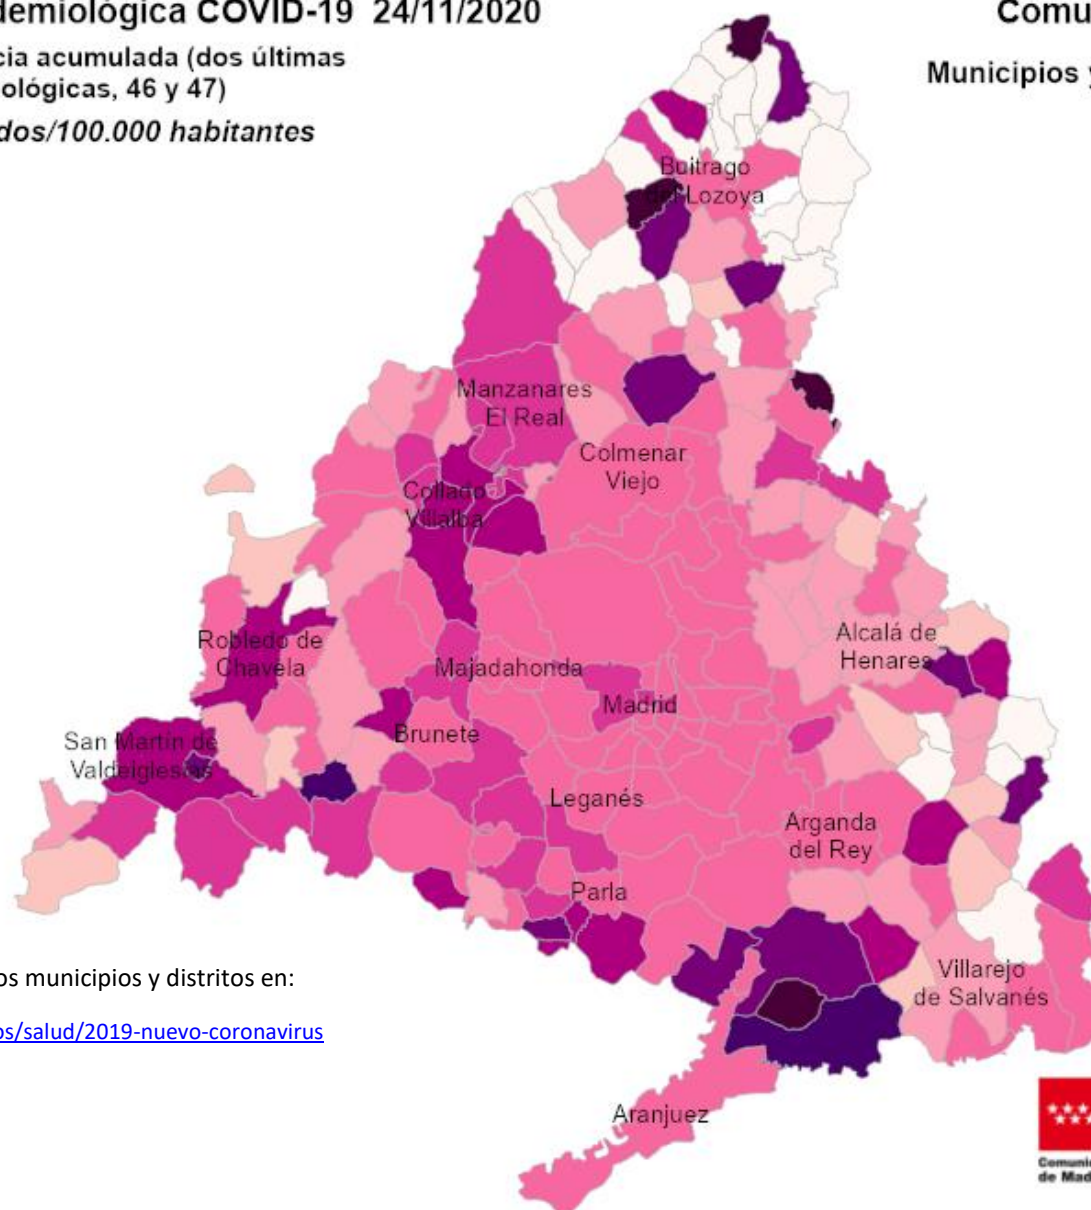 demiológica COVID-19 24/11/2020
Comu
cia acumulada (dos últimas
ológicas, 46 y 47)
Municipios y
dos/100.000 habitantes
Buitrago
del Lozoya
Manzanares
El Real
Colmenar
Viejo
Collado
Villalba
Alcalá de
Henares
Robledo de
Chavela
Majadahonda
Madrid
San Martín de
Valdeiglesias
Brunete
Leganés
Arganda
del Rey
Parla
Villarejo
de Salvanés
os municipios y distritos en:
os/salud/2019-nuevo-coronavirus
Aranjuez
Comuni
de Mad